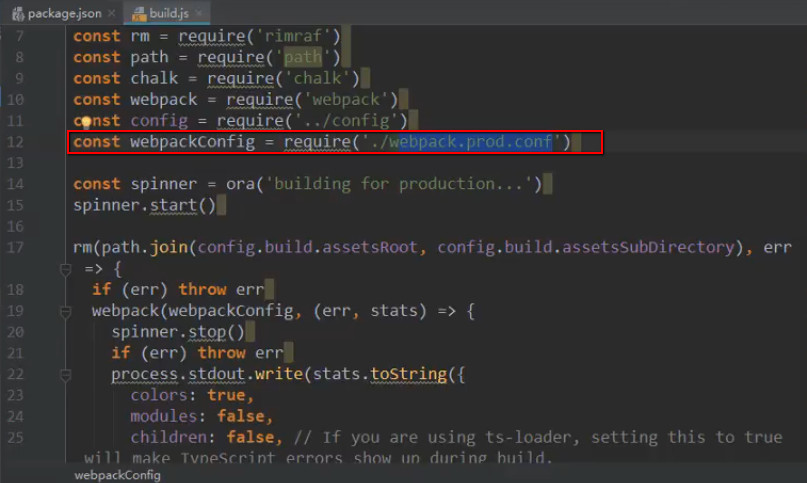 package.json × build.js ×
7 const rm = require('rimraf')
8 const path = require('path')
9 const chalk = require('chalk')
10 const webpack = require('webpack')
11 const config = require('../config')
12 const webpackConfig = require('./webpack.prod.conf')
13
14 const spinner = ora('building for production...')
15 spinner.start()
16
17 rm(path.join(config.build.assetsRoot, config.build.assetsSubDirectory), err
=> {
18 if (err) throw err
19 webpack(webpackConfig, (err, stats) => {
20 spinner.stop()
21 if (err) throw err
22 process.stdout.write(stats.toString({
23 colors: true,
24 modules: false,
25 children: false, // If you are using ts-loader, setting this to true
will make TypeScript errors show up during build.
webpackConfig